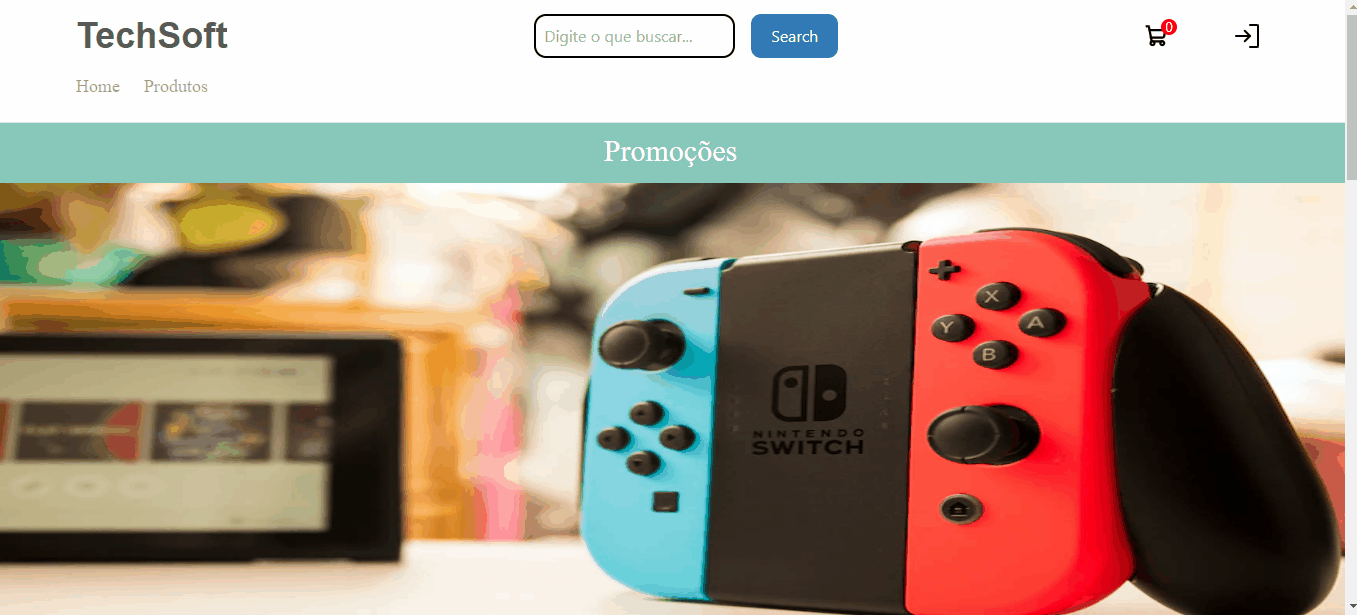 TechSoft
Digite o que buscar...
Search
0
Home
Produtos
Promoções
X
Y
A
B
NINTENDO
SWITCH